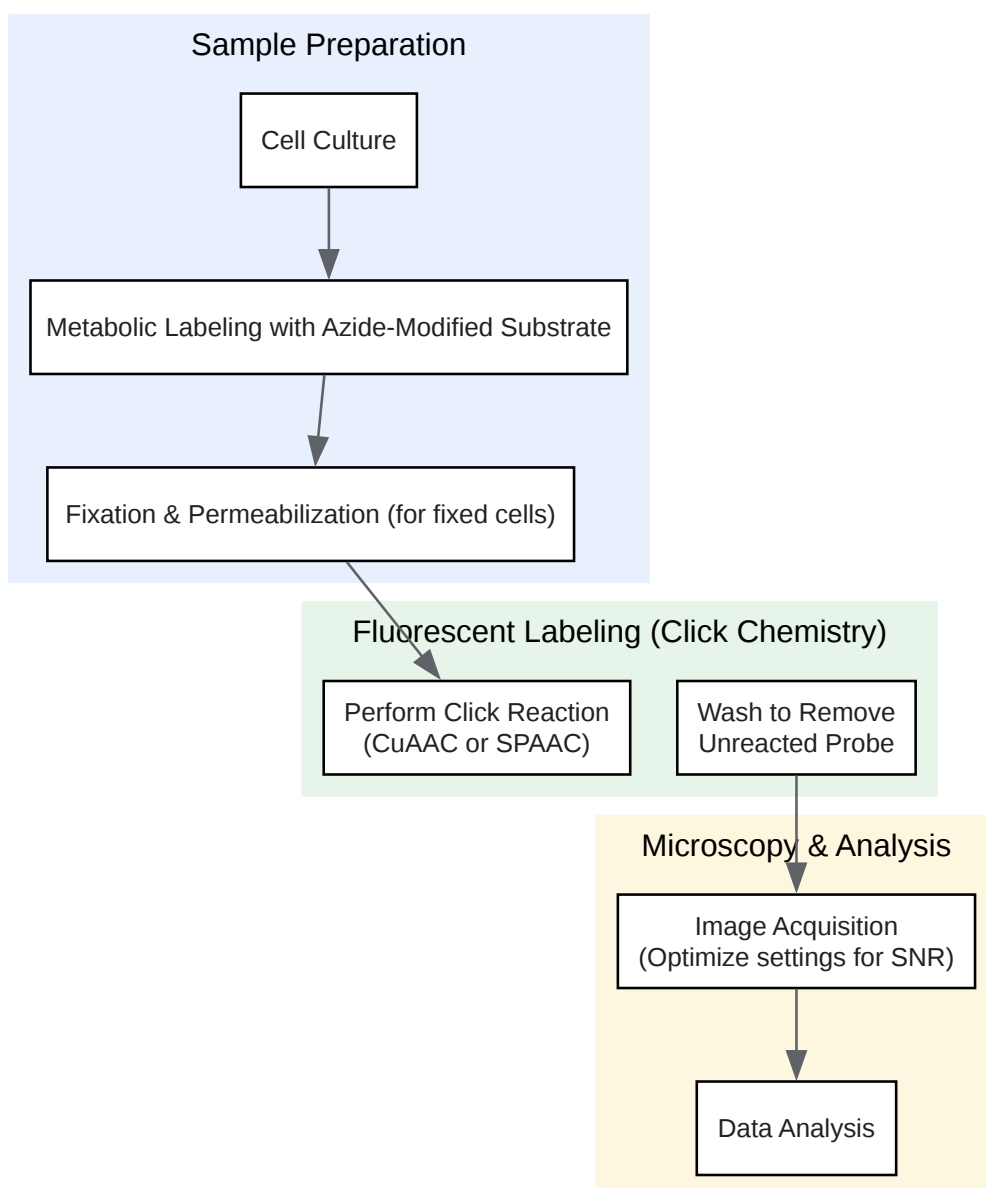 Sample Preparation
Cell Culture
Metabolic Labeling with Azide-Modified Substrate
Fixation & Permeabilization (for fixed cells)
Fluorescent Labeling (Click Chemistry)
Perform Click Reaction
(CuAAC or SPAAC)
Wash to Remove
Unreacted Probe
Microscopy & Analysis
Image Acquisition
(Optimize settings for SNR)
Data Analysis